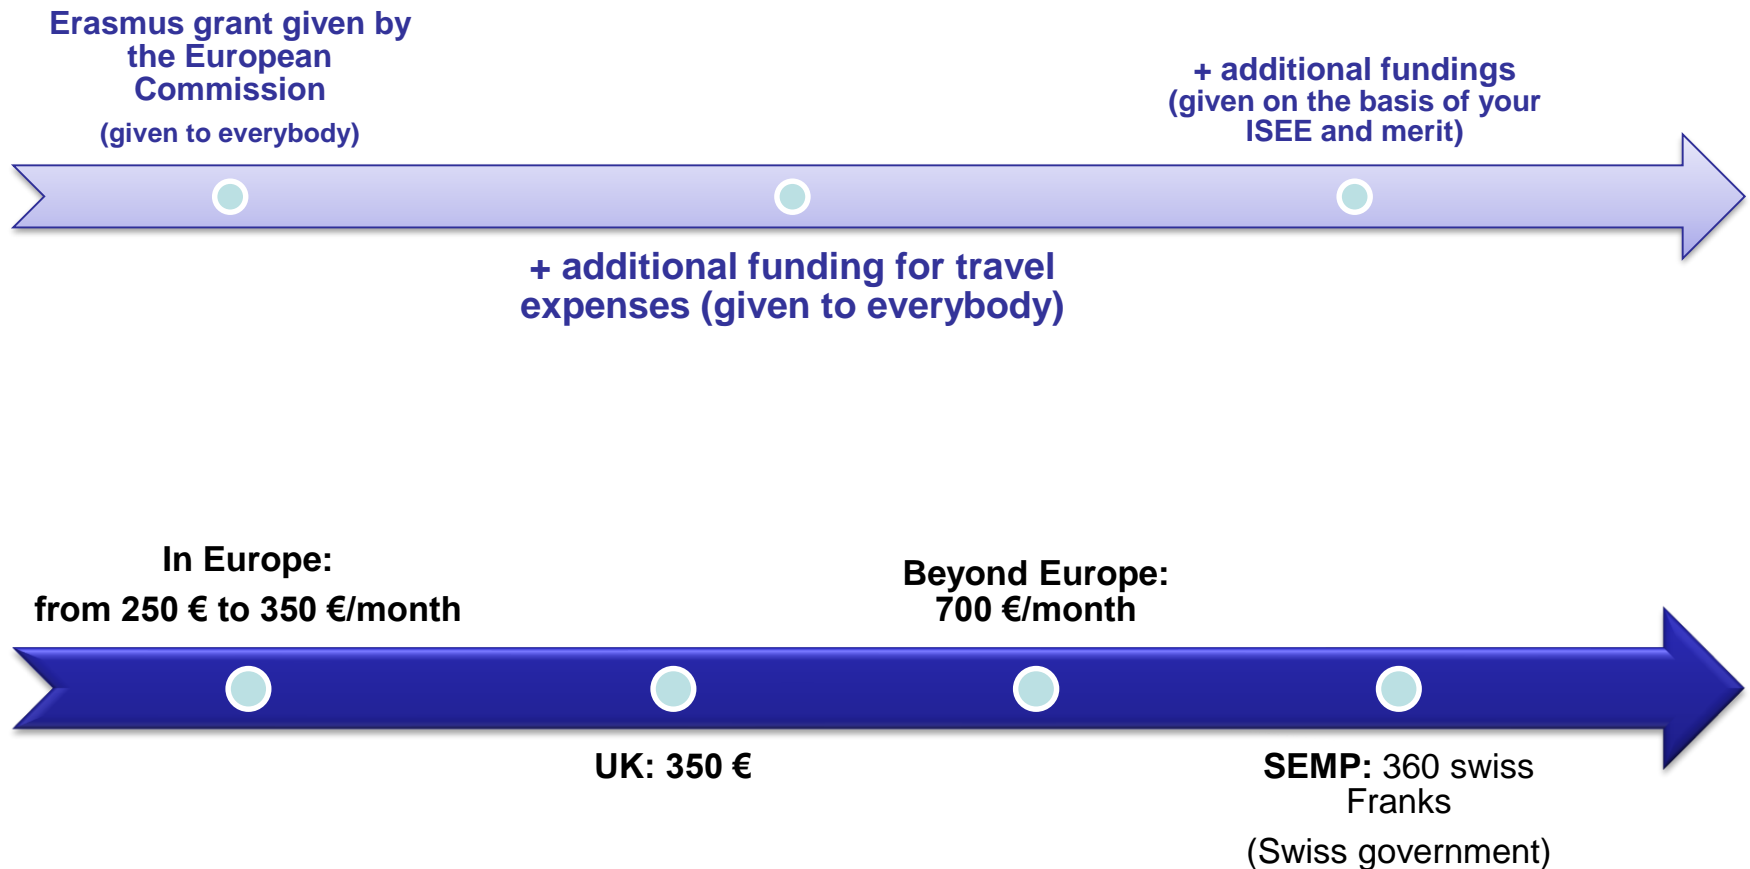 Erasmus grant given by
the European
Commission
(given to everybody)
+ additional funding for travel
expenses (given to everybody)
+ additional fundings
(given on the basis of your
ISEE and merit)
In Europe:
from 250 € to 350 €/month
UK: 350 €
Beyond Europe:
700 €/month
SEMP: 360 swiss
Franks
(Swiss government)